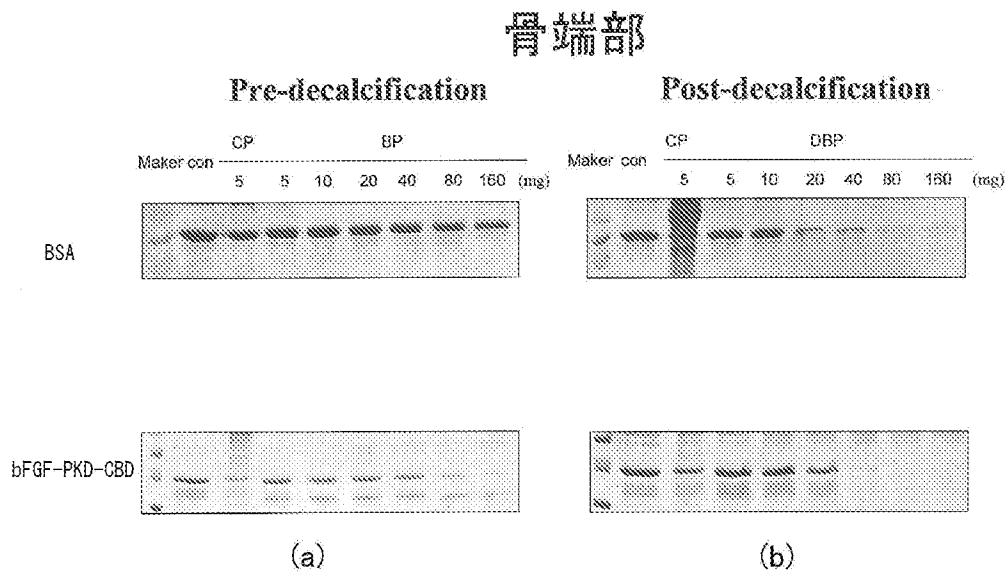 骨端部
Pre-decalcification
Post-decalcification
CP BP
Maker con 5 5 10 20 40 80 160 (mg)
CP DBP
Maker con 5 5 10 20 40 80 160 (mg)
BSA
bFGF-PKD-CBD
(a)
(b)